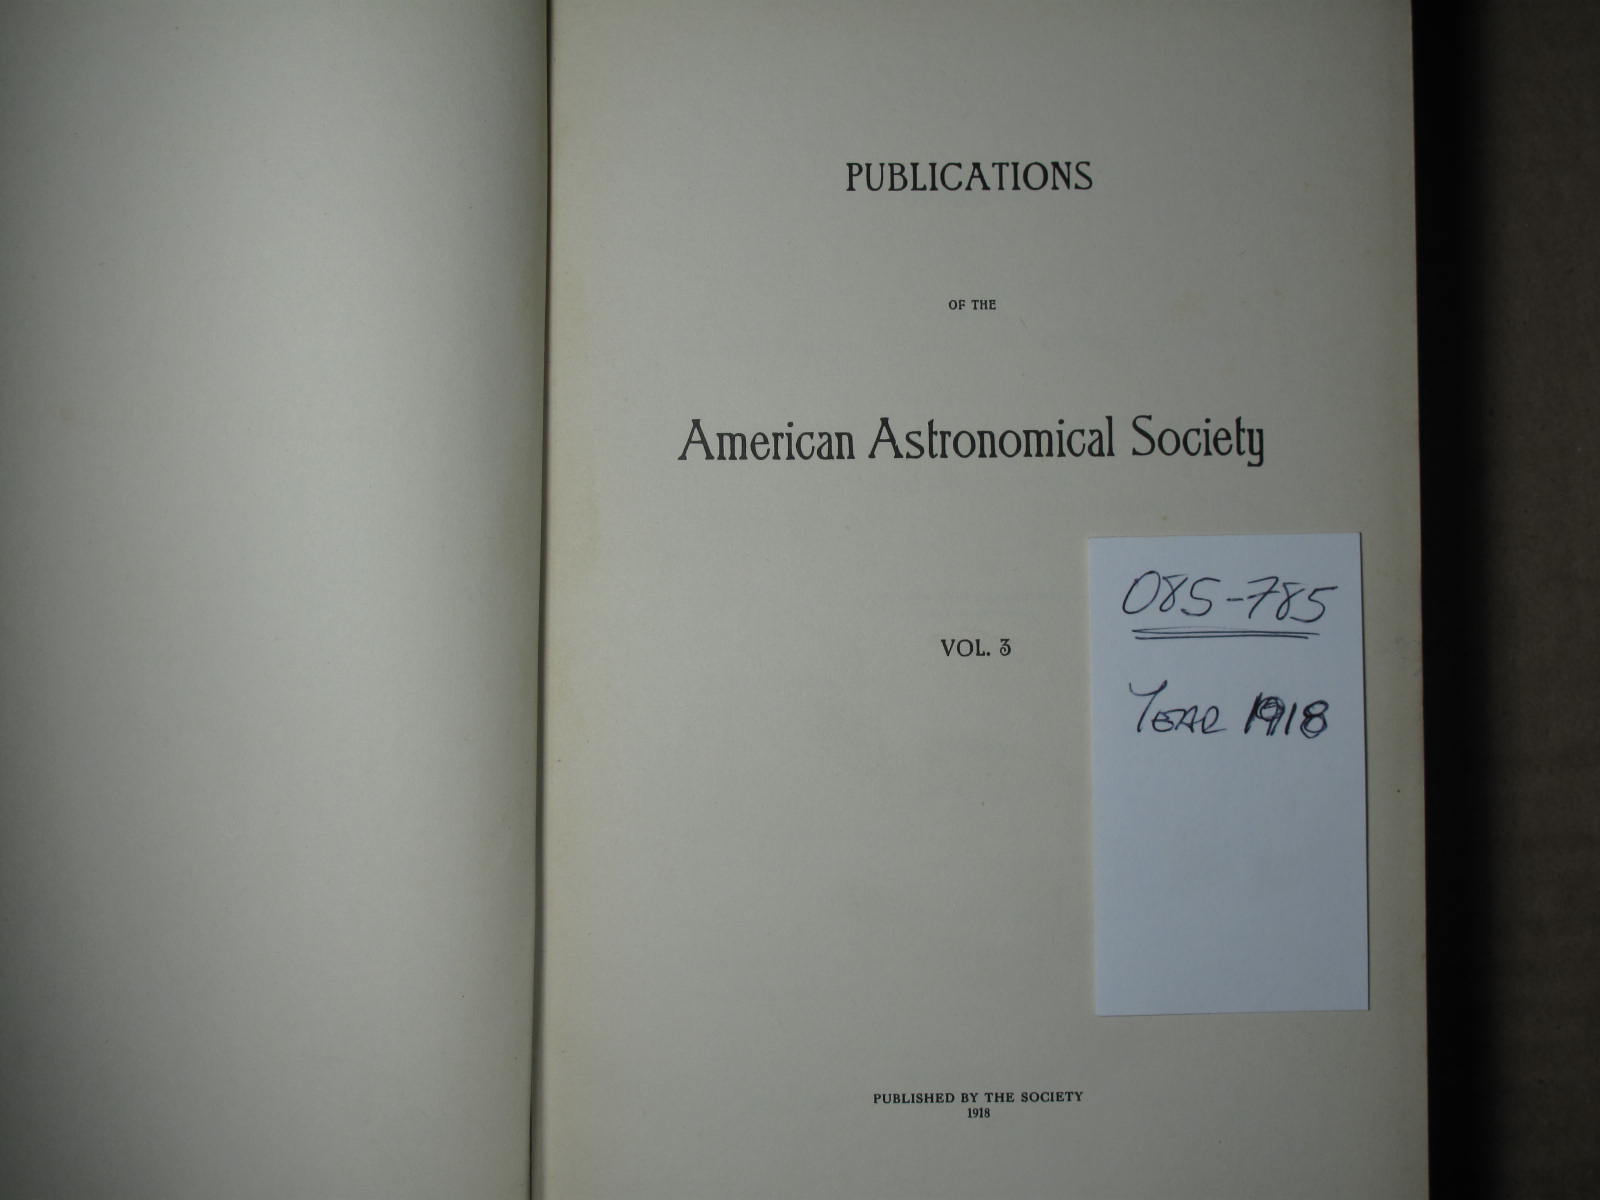 PUBLICATIONS
OF THE
American Astronomical Society
VOL. 3
085-785
YEAR 1918
PUBLISHED BY THE SOCIETY
1918